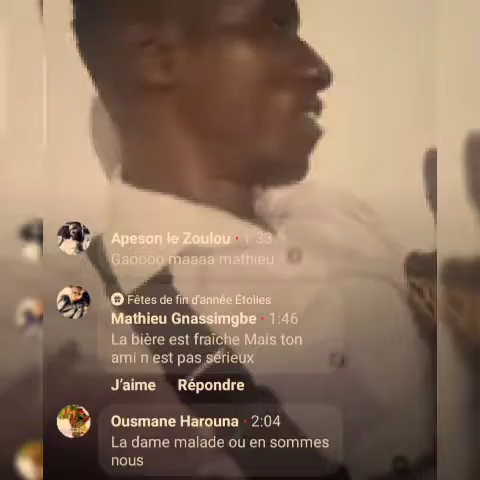 Apeson le Zoulou • 1:33
Gaoooo maaaa mathieu
Fêtes de fin d'année Étoiles
Mathieu Gnassimgbe • 1:46
La bière est fraîche Mais ton
ami n est pas sérieux
J'aime Répondre
Ousmane Harouna • 2:04
La dame malade ou en sommes
nous